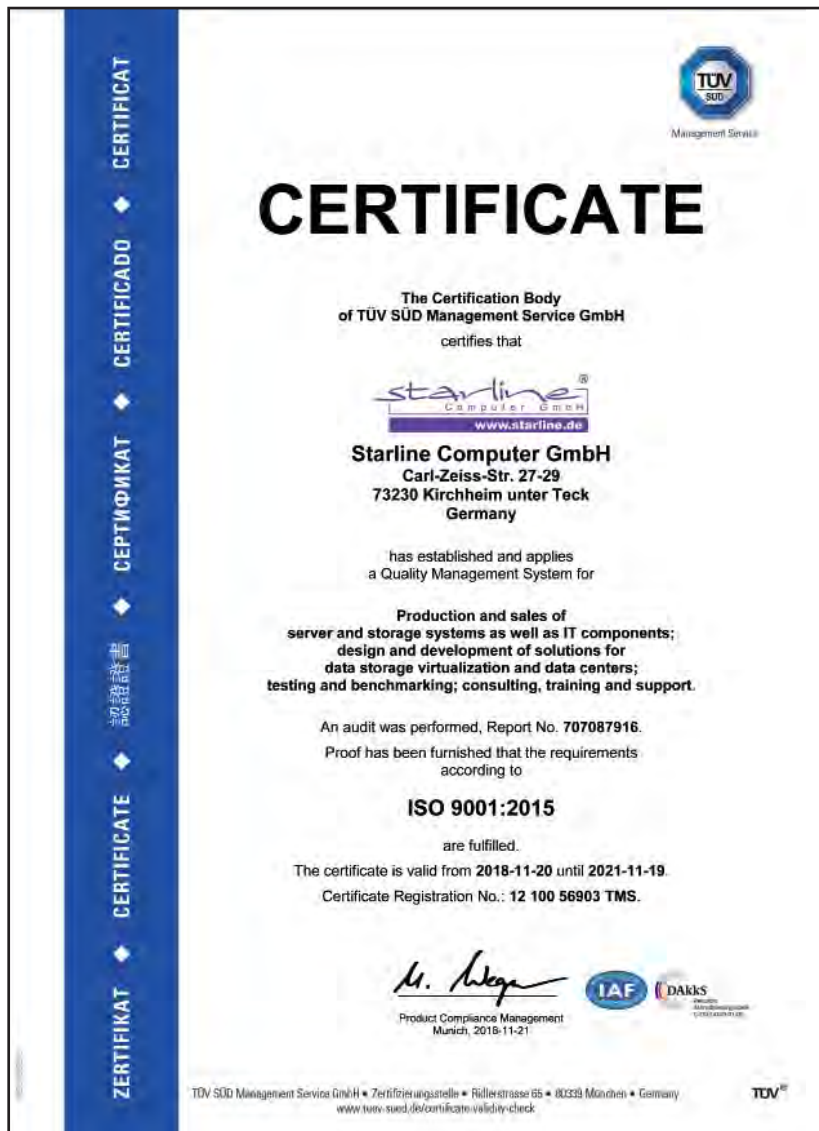 TÜV
SÜD
Management Service
CERTIFICATE
The Certification Body
of TÜV SÜD Management Service GmbH
certifies that
starline®
Computer GmbH
www.starline.de
Starline Computer GmbH
Carl-Zeiss-Str. 27-29
73230 Kirchheim unter Teck
Germany
has established and applies
a Quality Management System for
Production and sales of
server and storage systems as well as IT components;
design and development of solutions for
data storage virtualization and data centers;
testing and benchmarking; consulting, training and support.
An audit was performed, Report No. 707087916.
Proof has been furnished that the requirements
according to
ISO 9001:2015
are fulfilled.
The certificate is valid from 2018-11-20 until 2021-11-19.
Certificate Registration No.: 12 100 56903 TMS.
Product Compliance Management
Munich, 2018-11-21
IAF
DAkkS
TÜV SÜD Management Service GmbH • Zertifizierungsstelle • Ridlerstrasse 65 • 80339 München • Germany
www.tuev-sued.de/certificate-validity-check
TÜV®
ZERTIFIKAT ◆ CERTIFICATE ◆ 認證證書 ◆ СЕРТИФИКАТ ◆ CERTIFICADO ◆ CERTIFICAT